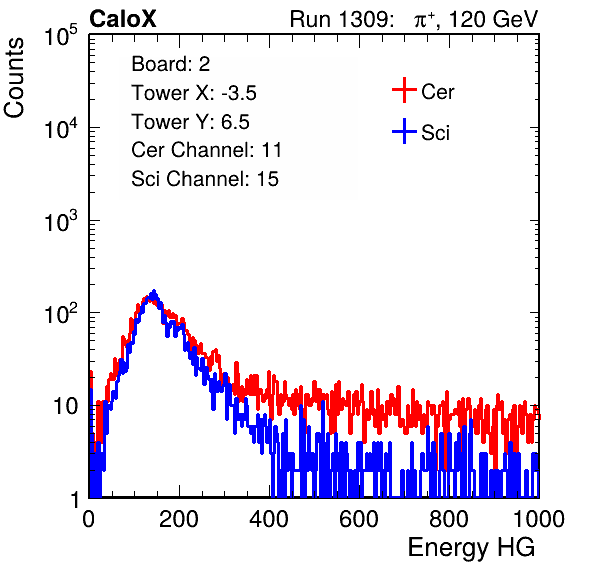 CaloX Run 1309: π⁺, 120 GeV
Counts
10⁵
10⁴
10³
10²
10
1
Board: 2
Tower X: -3.5
Tower Y: 6.5
Cer Channel: 11
Sci Channel: 15
Cer
Sci
0 200 400 600 800 1000
Energy HG